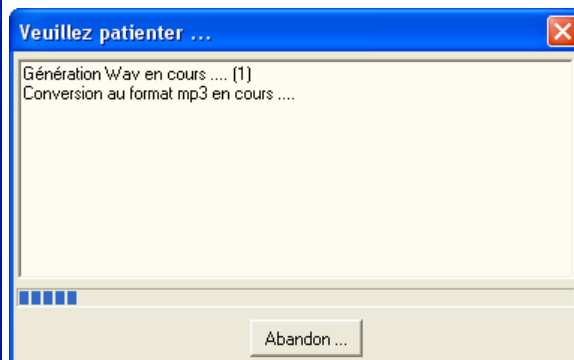 Veuillez patienter ...
Génération Wav en cours .... (1)
Conversion au format mp3 en cours ....
Abandon ...